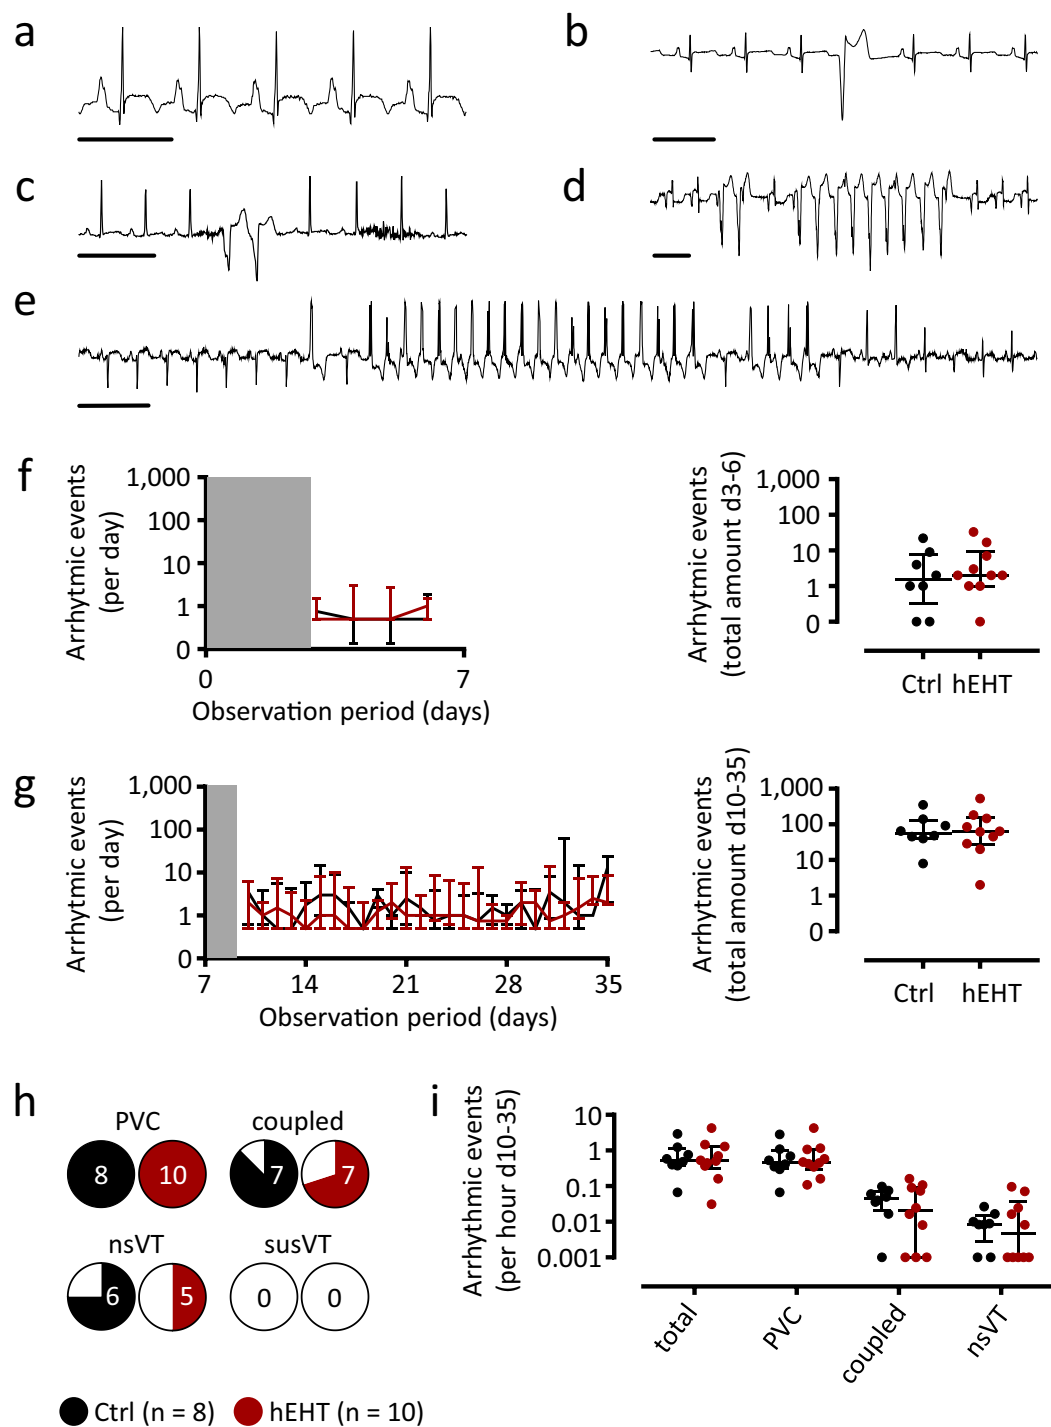 a
b
c
d
e
f
Arrhytmic events
(per day)
1,000
100
10
1
0
0
7
Observation period (days)
Arrhytmic events
(total amount d3-6)
1,000
100
10
1
0
Ctrl hEHT
g
Arrhytmic events
(per day)
1,000
100
10
1
0
7
14
21
28
35
Observation period (days)
Arrhytmic events
(total amount d10-35)
1,000
100
10
1
0
Ctrl hEHT
h
PVC
8
10
coupled
7
7
nsVT
6
5
susVT
0
0
Ctrl (n = 8)
hEHT (n = 10)
i
Arrhythmic events
(per hour d10-35)
10
1
0.1
0.01
0.001
total
PVC
coupled
nsVT